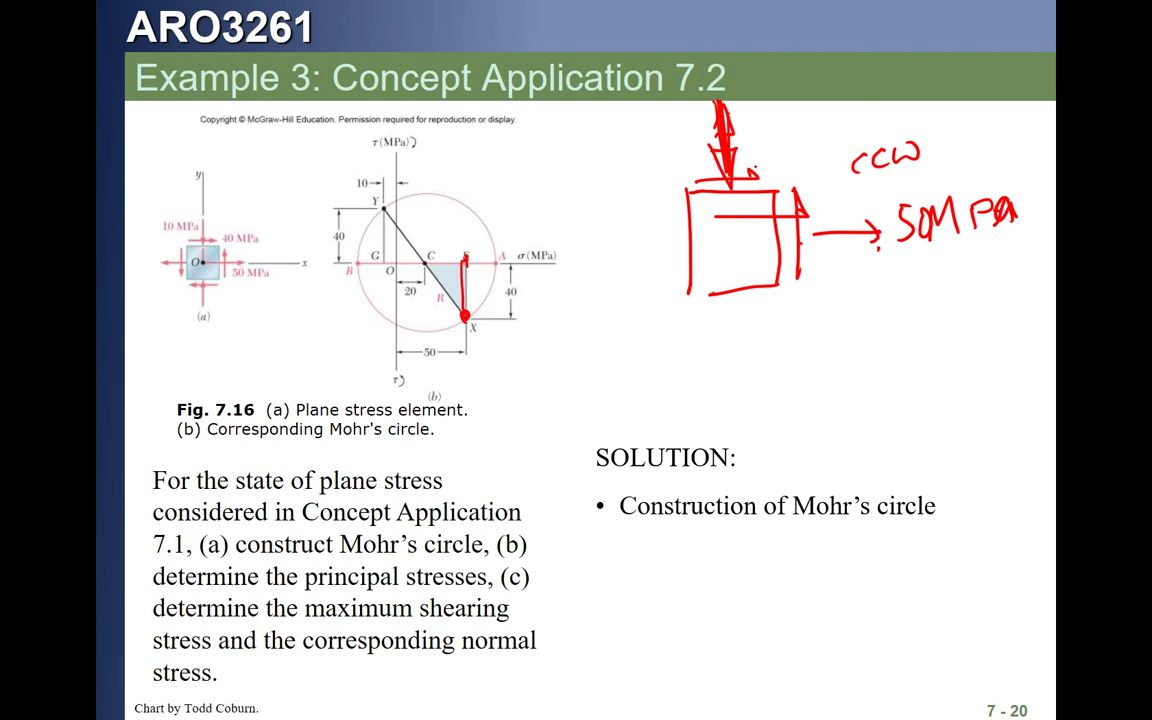 ARO3261
Example 3: Concept Application 7.2
Copyright © McGraw-Hill Education. Permission required for reproduction or display.
y
10 MPa
40 MPa
O
x
50 MPa
(a)
τ(MPa)
10
Y
40
G
C
A
σ(MPa)
B
O
20
R
40
X
50
τ
(b)
CCW
50MPa
Fig. 7.16 (a) Plane stress element.
(b) Corresponding Mohr's circle.
For the state of plane stress
considered in Concept Application
7.1, (a) construct Mohr’s circle, (b)
determine the principal stresses, (c)
determine the maximum shearing
stress and the corresponding normal
stress.
SOLUTION:
• Construction of Mohr’s circle
Chart by Todd Coburn.
7 - 20